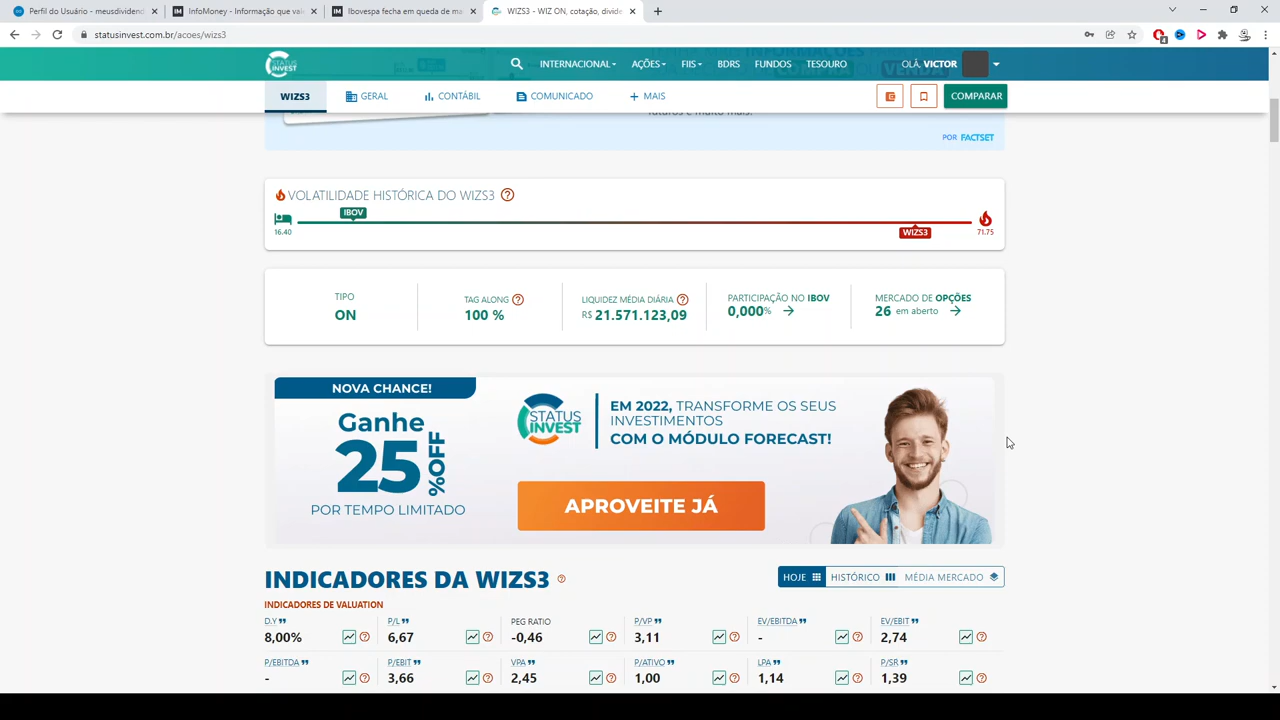 Perfil do Usuário - meusdividend
InfoMoney - Informação que val
Ibovespa fecha em queda de ma
WIZS3 - WIZ ON, cotação, divide
statusinvest.com.br/acoes/wizs3
4
STATUS INVEST
INTERNACIONAL
AÇÕES
FIIS
BDRS
FUNDOS
TESOURO
OLÁ, VICTOR
WIZS3
GERAL
CONTÁBIL
COMUNICADO
MAIS
COMPARAR
futuros e muito mais!
POR FACTSET
VOLATILIDADE HISTÓRICA DO WIZS3
IBOV
16.40
WIZS3
71.75
TIPO
ON
TAG ALONG
100 %
LIQUIDEZ MÉDIA DIÁRIA
R$ 21.571.123,09
PARTICIPAÇÃO NO IBOV
0,000%
MERCADO DE OPÇÕES
26 em aberto
NOVA CHANCE!
Ganhe
25%OFF
POR TEMPO LIMITADO
STATUS
INVEST
EM 2022, TRANSFORME OS SEUS
INVESTIMENTOS
COM O MÓDULO FORECAST!
APROVEITE JÁ
INDICADORES DA WIZS3
HOJE
HISTÓRICO
MÉDIA MERCADO
INDICADORES DE VALUATION
D.Y
8,00%
P/L
6,67
PEG RATIO
-0,46
P/VP
3,11
EV/EBITDA
-
EV/EBIT
2,74
P/EBITDA
-
P/EBIT
3,66
VPA
2,45
P/ATIVO
1,00
LPA
1,14
P/SR
1,39